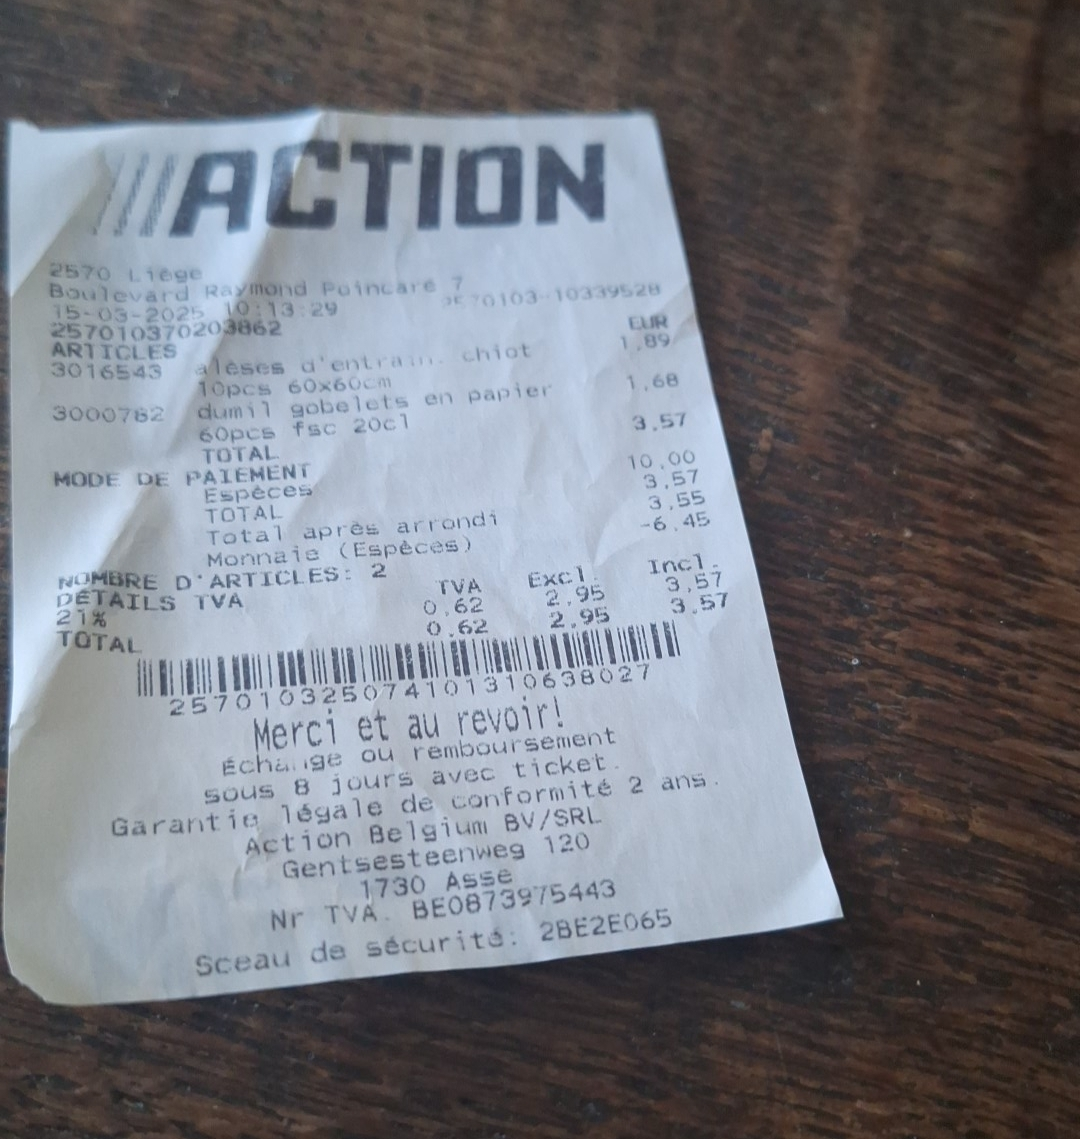 ACTION
2570 Liège
Boulevard Raymond Poincaré 7
15-03-2025 10:13:29 2570103-10339528
257010370203862 EUR
ARTICLES
3016543 alèses d'entrain. chiot 1,89
10pcs 60x60cm
3000782 dumil gobelets en papier 1,68
60pcs fsc 20cl
TOTAL 3,57
MODE DE PAIEMENT
Espèces 10,00
TOTAL 3,57
Total après arrondi 3,55
Monnaie (Espèces) -6,45
NOMBRE D'ARTICLES: 2
DÉTAILS TVA TVA Excl. Incl.
21% 0,62 2,95 3,57
TOTAL 0,62 2,95 3,57
2570103250741013106 38027
Merci et au revoir!
Échange ou remboursement
sous 8 jours avec ticket.
Garantie légale de conformité 2 ans.
Action Belgium BV/SRL
Gentsesteenweg 120
1730 Asse
Nr TVA. BE0873975443
Sceau de sécurité: 2BE2E065